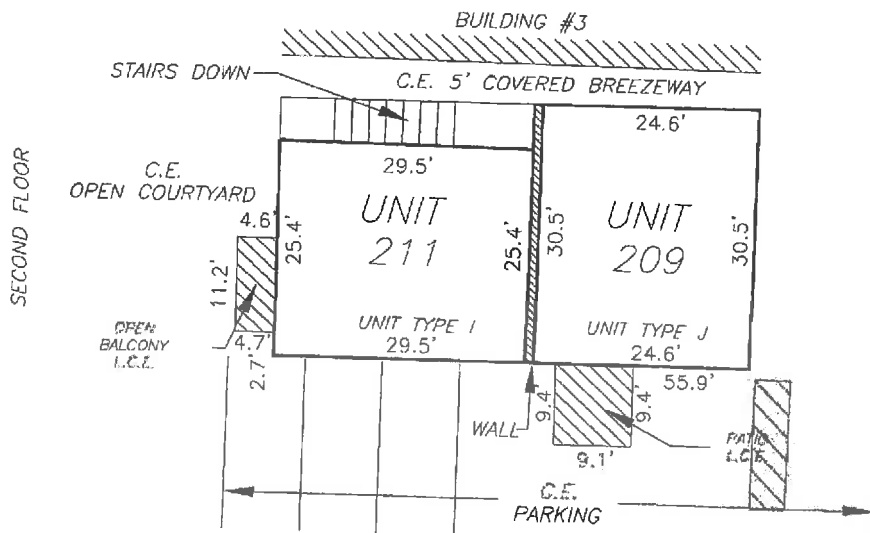 BUILDING #3
STAIRS DOWN
C.E. 5' COVERED BREEZEWAY
24.6'
29.5'
SECOND FLOOR
C.E.
OPEN COURTYARD
4.6'
25.4'
UNIT
211
25.4'
30.5'
UNIT
209
30.5'
11.2'
OPEN
BALCONY
L.C.E.
UNIT TYPE I
29.5'
UNIT TYPE J
24.6'
4.7'
2.7'
55.9'
WALL
9.4'
9.4'
PATIO
L.C.E.
9.1'
C.E.
PARKING